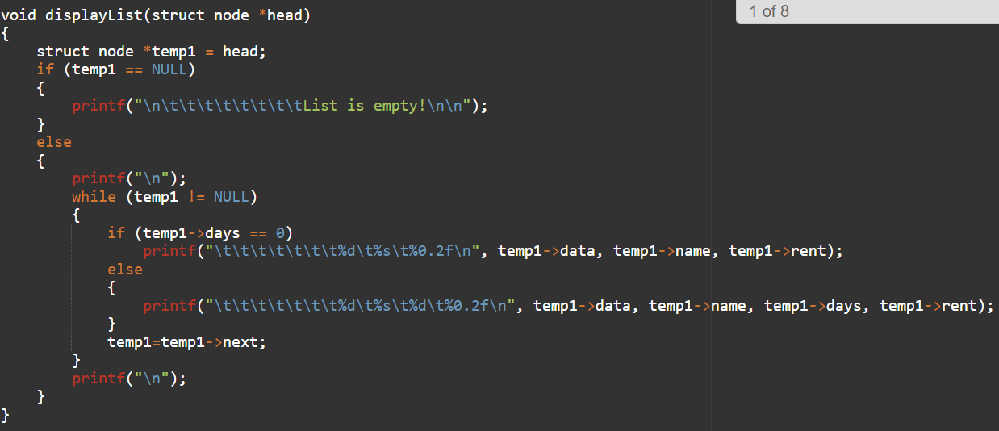 void displayList(struct node *head)
1 of 8
{
    struct node *temp1 = head;
    if (temp1 == NULL)
    {
        printf("\n\t\t\t\t\t\t\t\t\tList is empty!\n\n");
    }
    else
    {
        printf("\n");
        while (temp1 != NULL)
        {
            if (temp1->days == 0)
                printf("\t\t\t\t\t\t\t%d\t%s\t%0.2f\n", temp1->data, temp1->name, temp1->rent);
            else
            {
                printf("\t\t\t\t\t\t\t%d\t%s\t%d\t%0.2f\n", temp1->data, temp1->name, temp1->days, temp1->rent);
            }
            temp1=temp1->next;
        }
        printf("\n");
    }
}